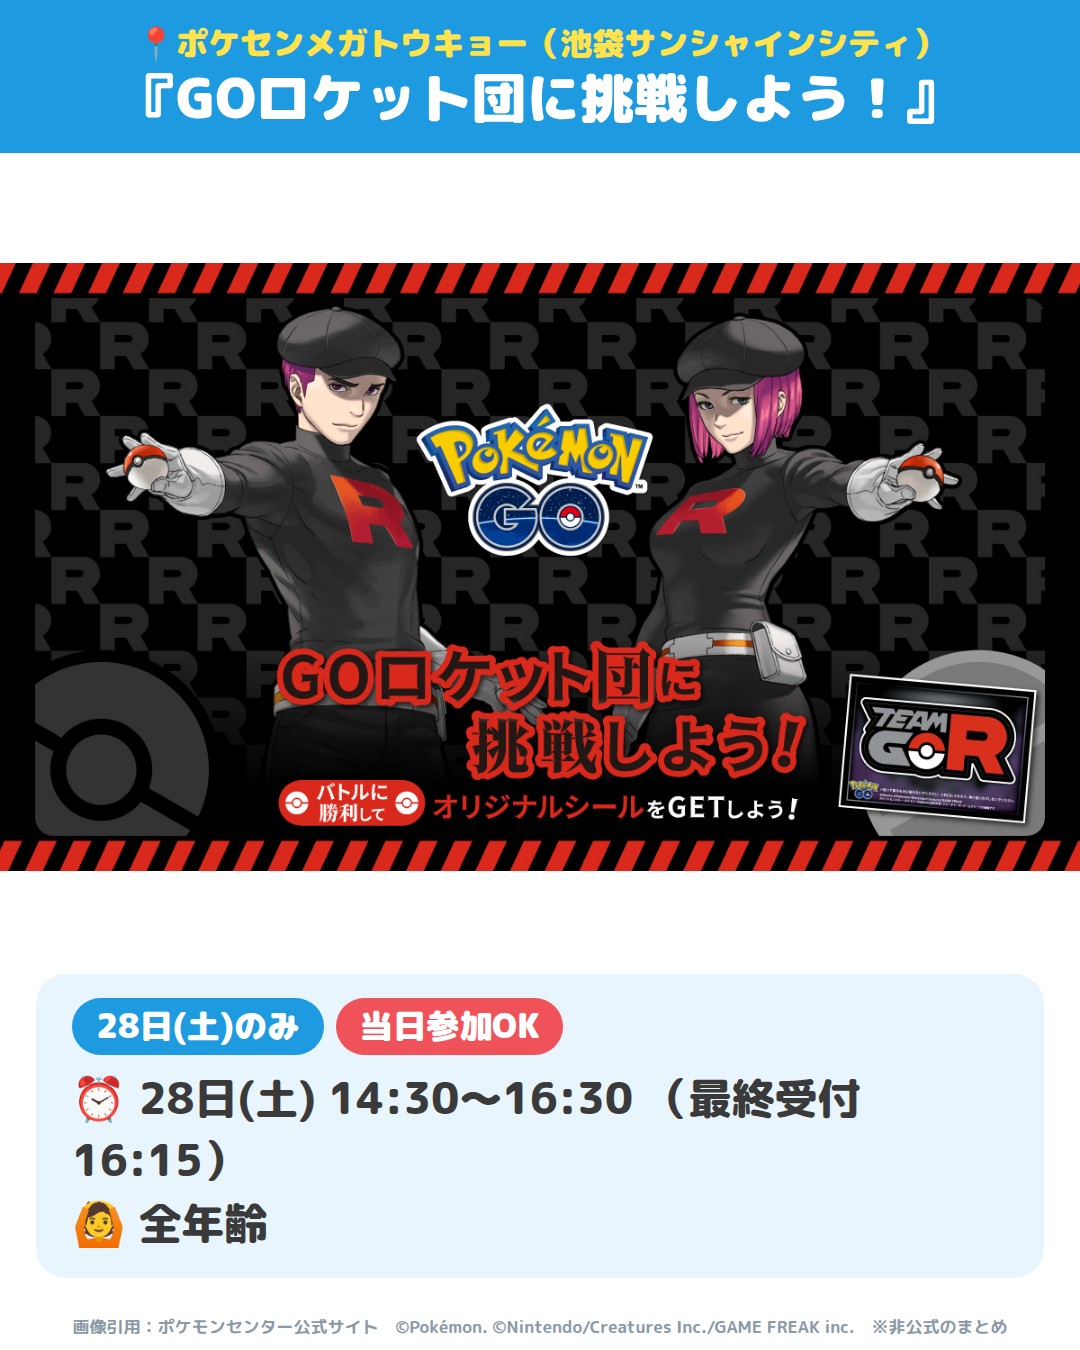 📍ポケセンメガトウキョー（池袋サンシャインシティ）
『GOロケット団に挑戦しよう！』
R
R
POKÉMON™
GO
GOロケット団に
挑戦しよう!
バトルに
勝利して
オリジナルシールをGETしよう!
TEAM
GO R
28日(土)のみ
当日参加OK
⏰ 28日(土) 14:30〜16:30 （最終受付
16:15）
🙆 全年齢
画像引用：ポケモンセンター公式サイト　©Pokémon. ©Nintendo/Creatures Inc./GAME FREAK inc.　※非公式のまとめ